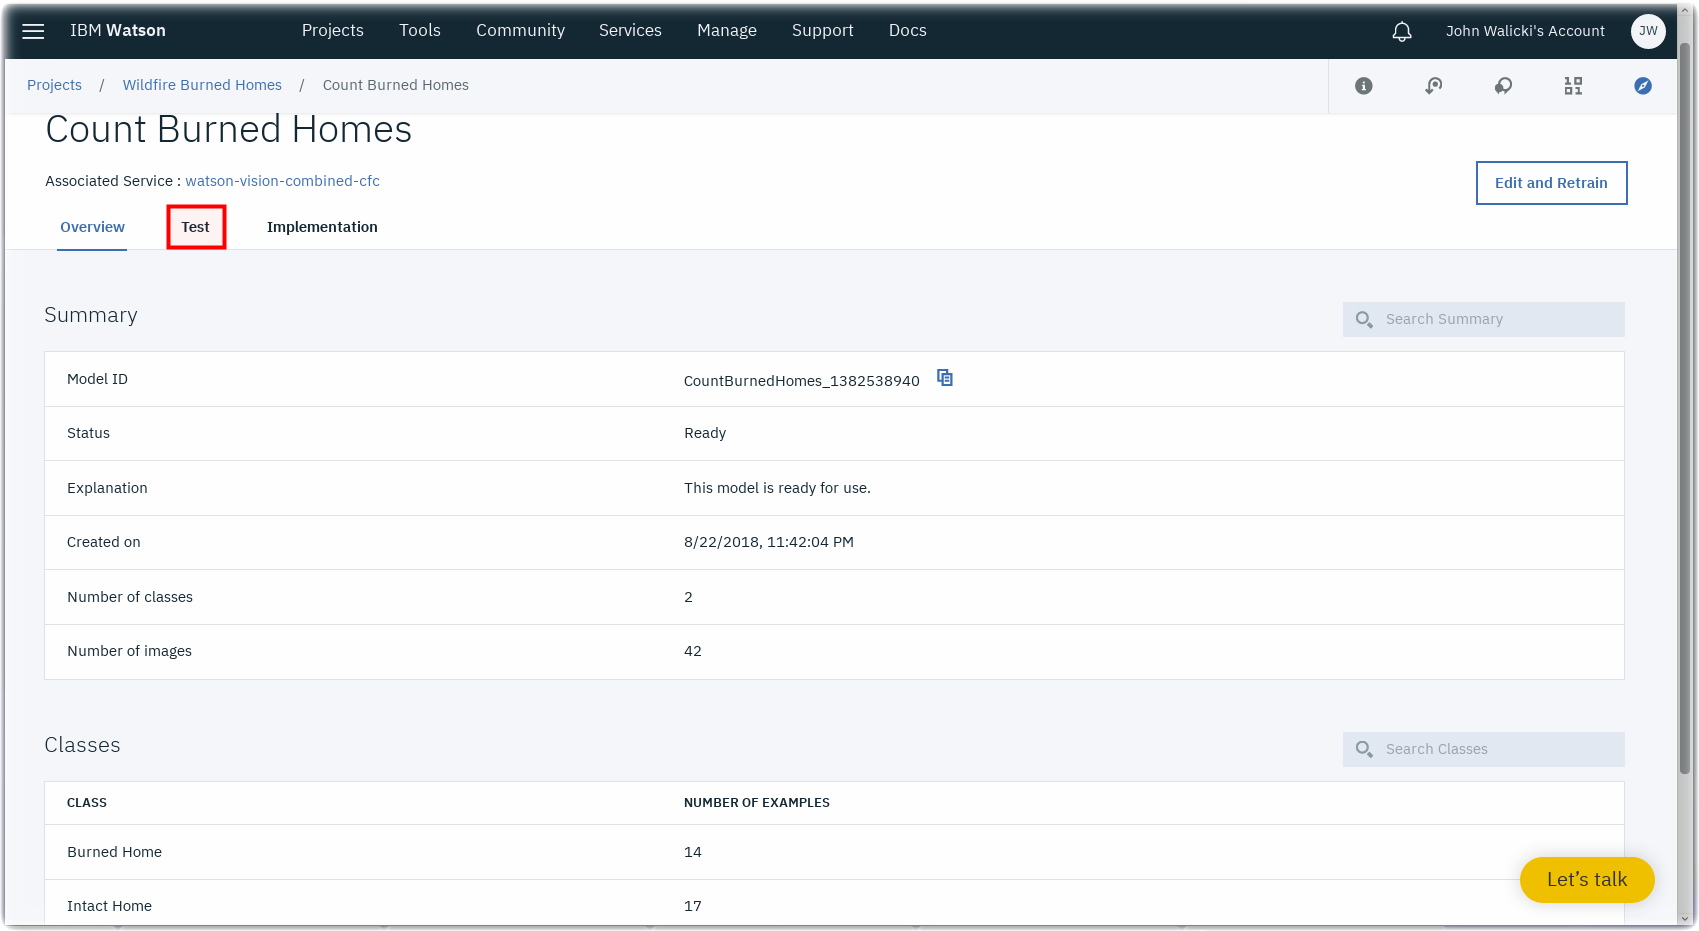 IBM Watson Projects Tools Community Services Manage Support Docs John Walicki's Account JW
Projects / Wildfire Burned Homes / Count Burned Homes
Count Burned Homes
Associated Service : watson-vision-combined-cfc
Edit and Retrain
Overview Test Implementation
Summary
Search Summary
Model ID CountBurnedHomes_1382538940
Status Ready
Explanation This model is ready for use.
Created on 8/22/2018, 11:42:04 PM
Number of classes 2
Number of images 42
Classes
Search Classes
CLASS NUMBER OF EXAMPLES
Burned Home 14
Let's talk
Intact Home 17